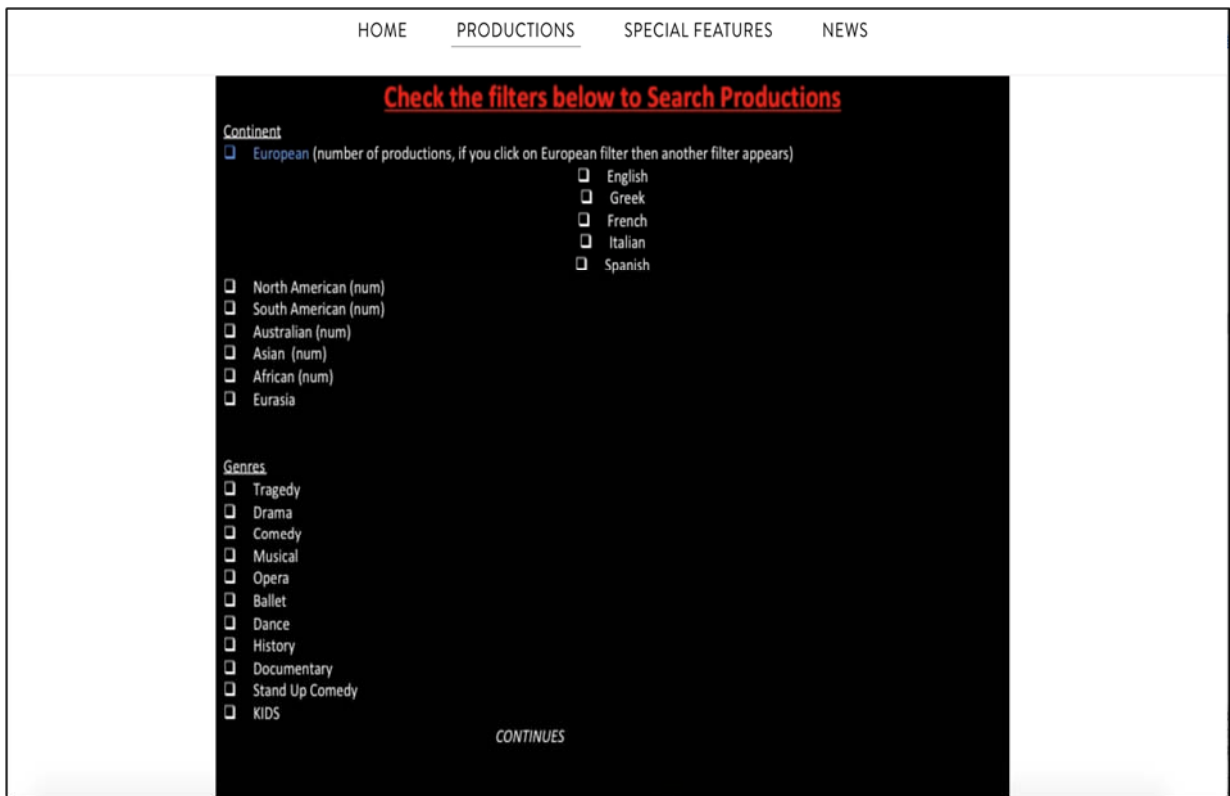 HOME PRODUCTIONS SPECIAL FEATURES NEWS
Check the filters below to Search Productions
Continent
European (number of productions, if you click on European filter then another filter appears)
English
Greek
French
Italian
Spanish
North American (num)
South American (num)
Australian (num)
Asian (num)
African (num)
Eurasia
Genres
Tragedy
Drama
Comedy
Musical
Opera
Ballet
Dance
History
Documentary
Stand Up Comedy
KIDS
CONTINUES